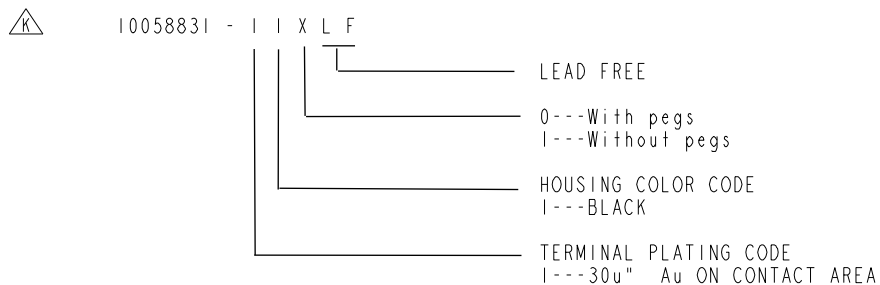 K 10058831 - 1 1 X L F
LEAD FREE
0---With pegs
1---Without pegs
HOUSING COLOR CODE
1---BLACK
TERMINAL PLATING CODE
1---30u" Au ON CONTACT AREA